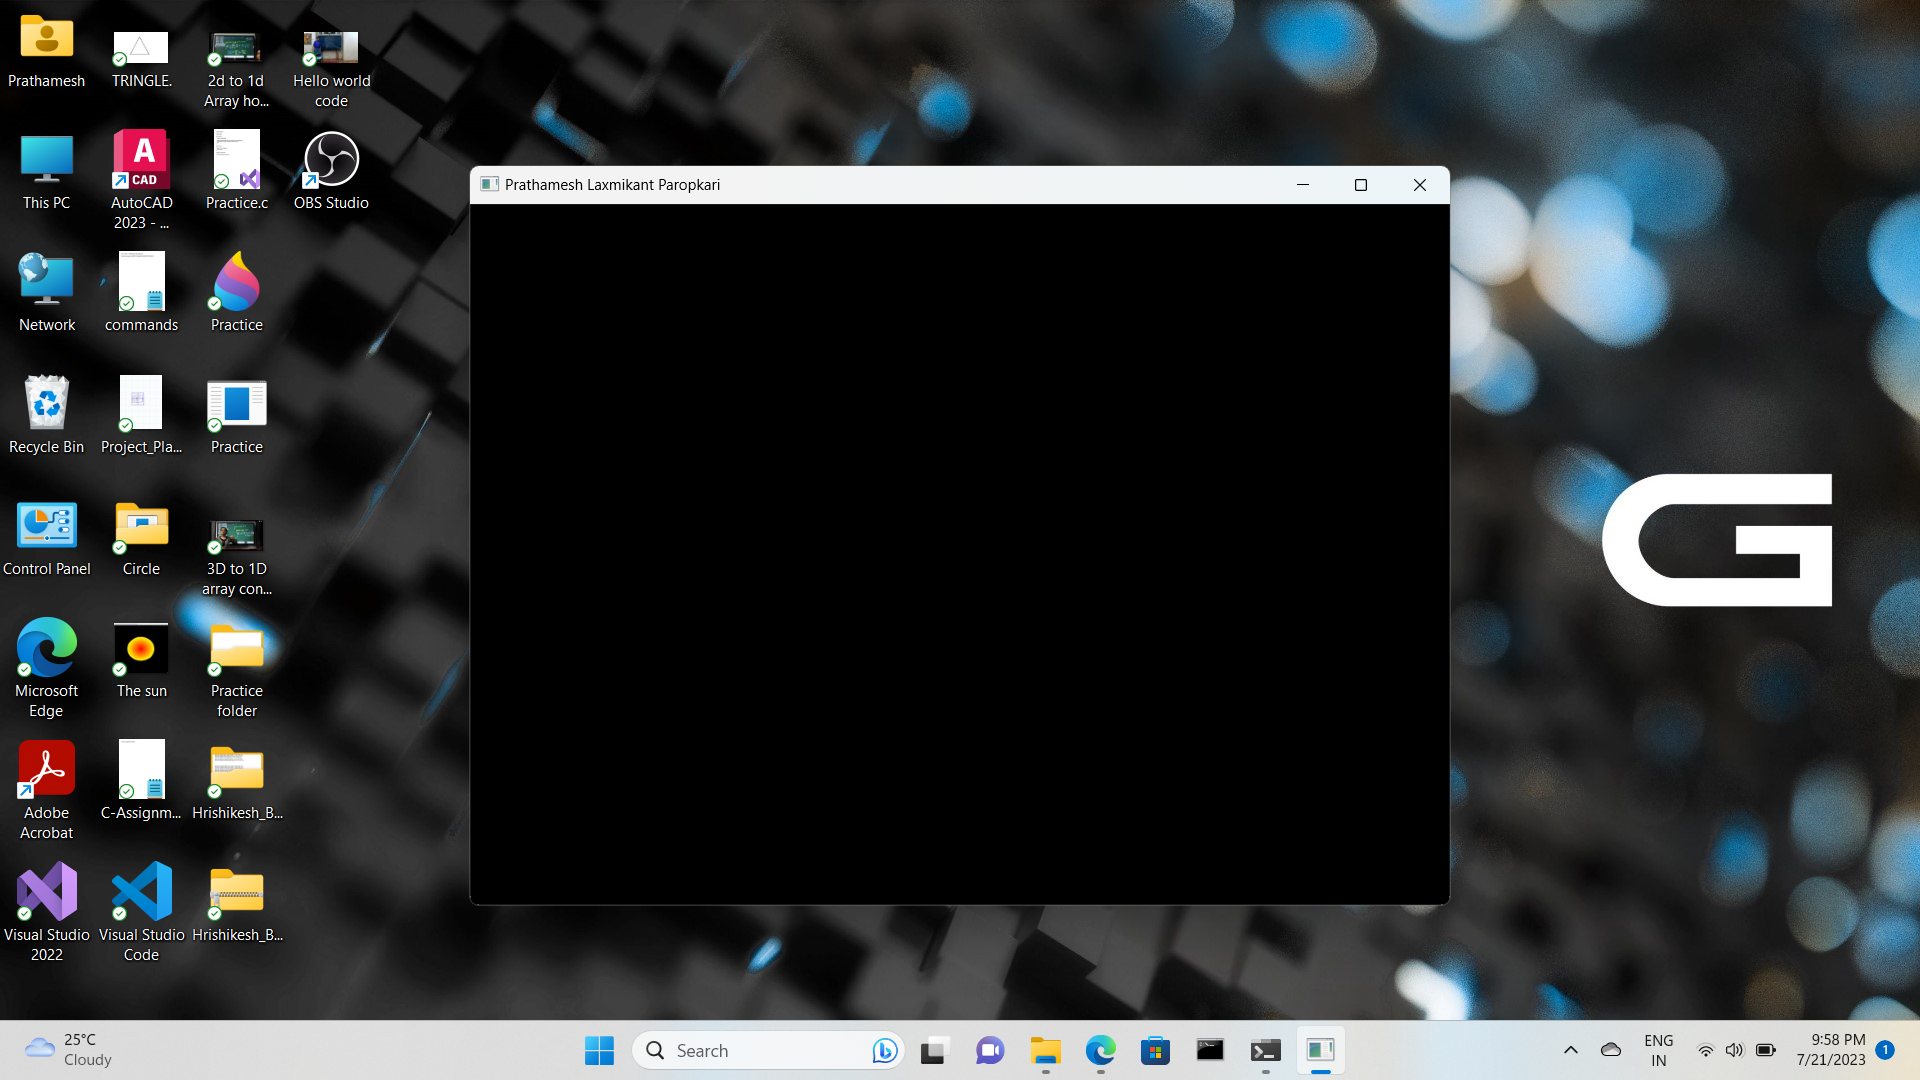 Prathamesh
TRINGLE.
2d to 1d
Array ho...
Hello world
code
This PC
AutoCAD
2023 - ...
Practice.c
OBS Studio
Network
commands
Practice
Recycle Bin
Project_Pla...
Practice
Control Panel
Circle
3D to 1D
array con...
Microsoft
Edge
The sun
Practice
folder
Adobe
Acrobat
C-Assignm...
Hrishikesh_B...
Visual Studio
2022
Visual Studio
Code
Hrishikesh_B...
A
CAD
Prathamesh Laxmikant Paropkari
G
25°C
Cloudy
Search
ENG
IN
9:58 PM
7/21/2023
1